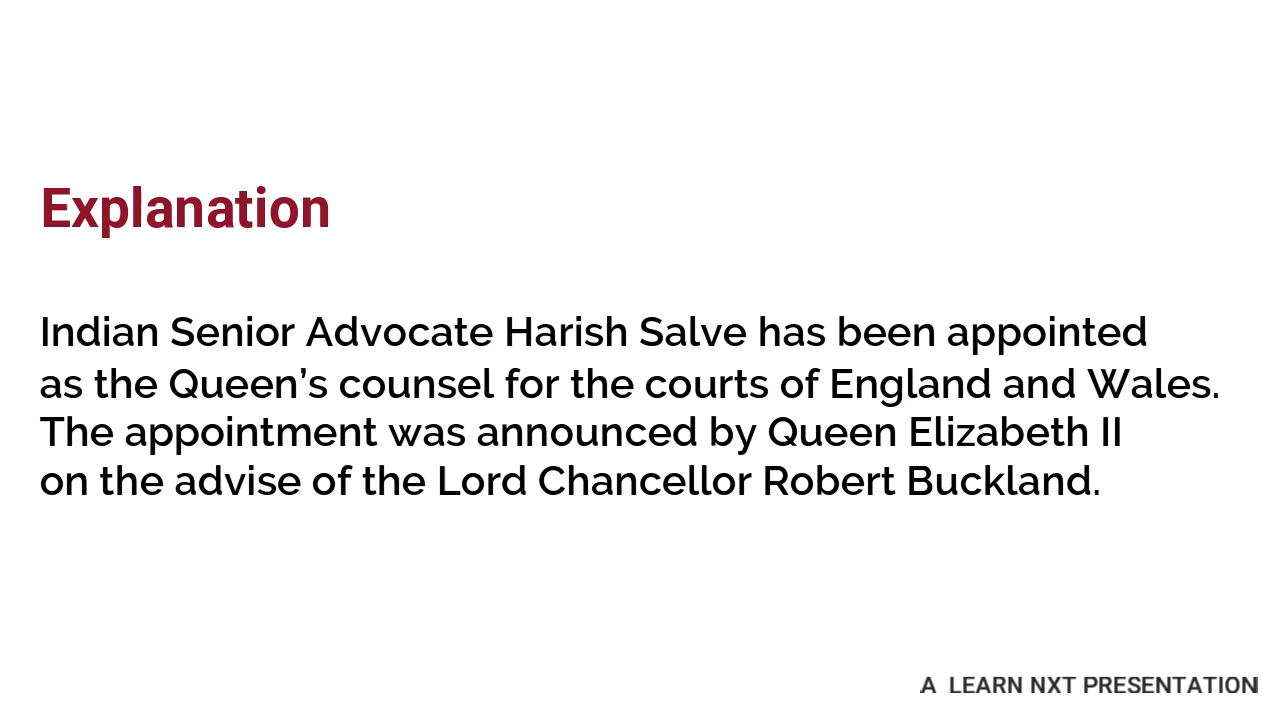 Explanation
Indian Senior Advocate Harish Salve has been appointed
as the Queen’s counsel for the courts of England and Wales.
The appointment was announced by Queen Elizabeth II
on the advise of the Lord Chancellor Robert Buckland.
A LEARN NXT PRESENTATION